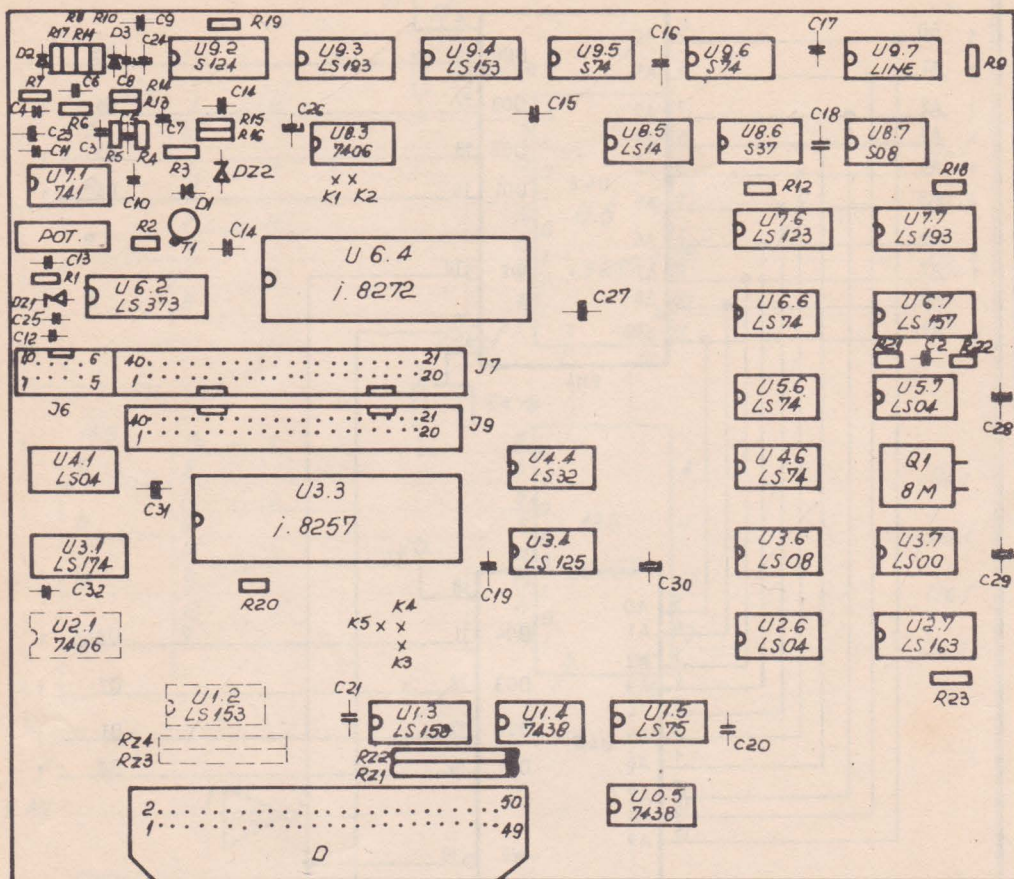 R11 R10 D3 C9 R19 C17
R17 R14 D2 C24
U9.2 S124
U9.3 LS193
U9.4 LS153
U9.5 S74
C16
U9.6 S74
U9.7 LINE
R9
R7 C6 C8 R14
R13
C4 R6 C14 C26 C15
C23 C3 C5 C7 R15
R16
C11 R5 R4 R3
U8.3 7406
U8.5 LS14
U8.6 S37
C18
U8.7 S08
K1 K2
U7.1 741
C10 D1 DZ2
R12 R18
POT. R2 T1 C14
U7.6 LS123
U7.7 LS193
C13
R1
DZ1
C25
C12
U6.2 LS373
U6.4 i.8272
C27
U6.6 LS74
U6.7 LS157
R21 C2 R22
10 6
1 5
J6
40 21
1 20
J7
40 21
1 20
J9
U5.6 LS74
U5.7 LS04
C28
U4.1 LS04
C31
U3.3 i.8257
U4.4 LS32
U4.6 LS74
Q1 8M
U3.1 LS174
C32
R20
U3.4 LS125
C19 C30
U3.6 LS08
U3.7 LS00
C29
U2.1 7406
K4
K5
K3
U2.6 LS04
U2.7 LS163
R23
U1.2 LS153
C21
U1.3 LS158
U1.4 7438
U1.5 LS75
C20
RZ4
RZ3
RZ2
RZ1
2 50
1 49
D
U0.5 7438